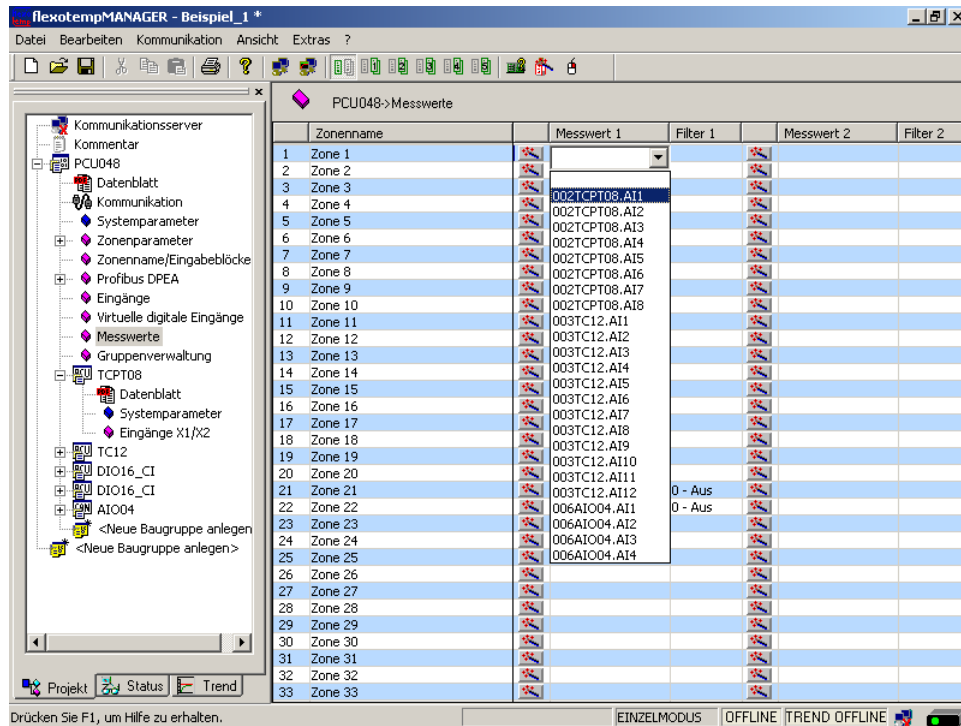 flexotempMANAGER - Beispiel_1 *
Datei Bearbeiten Kommunikation Ansicht Extras ?
PCU048->Messwerte
Kommunikationsserver
Kommentar
PCU048
Datenblatt
Kommunikation
Systemparameter
Zonenparameter
Zonenname/Eingabeblöcke
Profibus DPEA
Eingänge
Virtuelle digitale Eingänge
Messwerte
Gruppenverwaltung
TCPT08
Datenblatt
Systemparameter
Eingänge X1/X2
TC12
DIO16_CI
DIO16_CI
AIO04
<Neue Baugruppe anlegen
<Neue Baugruppe anlegen>
Projekt Status Trend
Zonenname Messwert 1 Filter 1 Messwert 2 Filter 2
1 Zone 1
2 Zone 2
3 Zone 3
4 Zone 4
5 Zone 5
6 Zone 6
7 Zone 7
8 Zone 8
9 Zone 9
10 Zone 10
11 Zone 11
12 Zone 12
13 Zone 13
14 Zone 14
15 Zone 15
16 Zone 16
17 Zone 17
18 Zone 18
19 Zone 19
20 Zone 20
21 Zone 21 0 - Aus
22 Zone 22 0 - Aus
23 Zone 23
24 Zone 24
25 Zone 25
26 Zone 26
27 Zone 27
28 Zone 28
29 Zone 29
30 Zone 30
31 Zone 31
32 Zone 32
33 Zone 33
002TCPT08.AI1
002TCPT08.AI2
002TCPT08.AI3
002TCPT08.AI4
002TCPT08.AI5
002TCPT08.AI6
002TCPT08.AI7
002TCPT08.AI8
003TC12.AI1
003TC12.AI2
003TC12.AI3
003TC12.AI4
003TC12.AI5
003TC12.AI6
003TC12.AI7
003TC12.AI8
003TC12.AI9
003TC12.AI10
003TC12.AI11
003TC12.AI12
006AIO04.AI1
006AIO04.AI2
006AIO04.AI3
006AIO04.AI4
Drücken Sie F1, um Hilfe zu erhalten. EINZELMODUS OFFLINE TREND OFFLINE